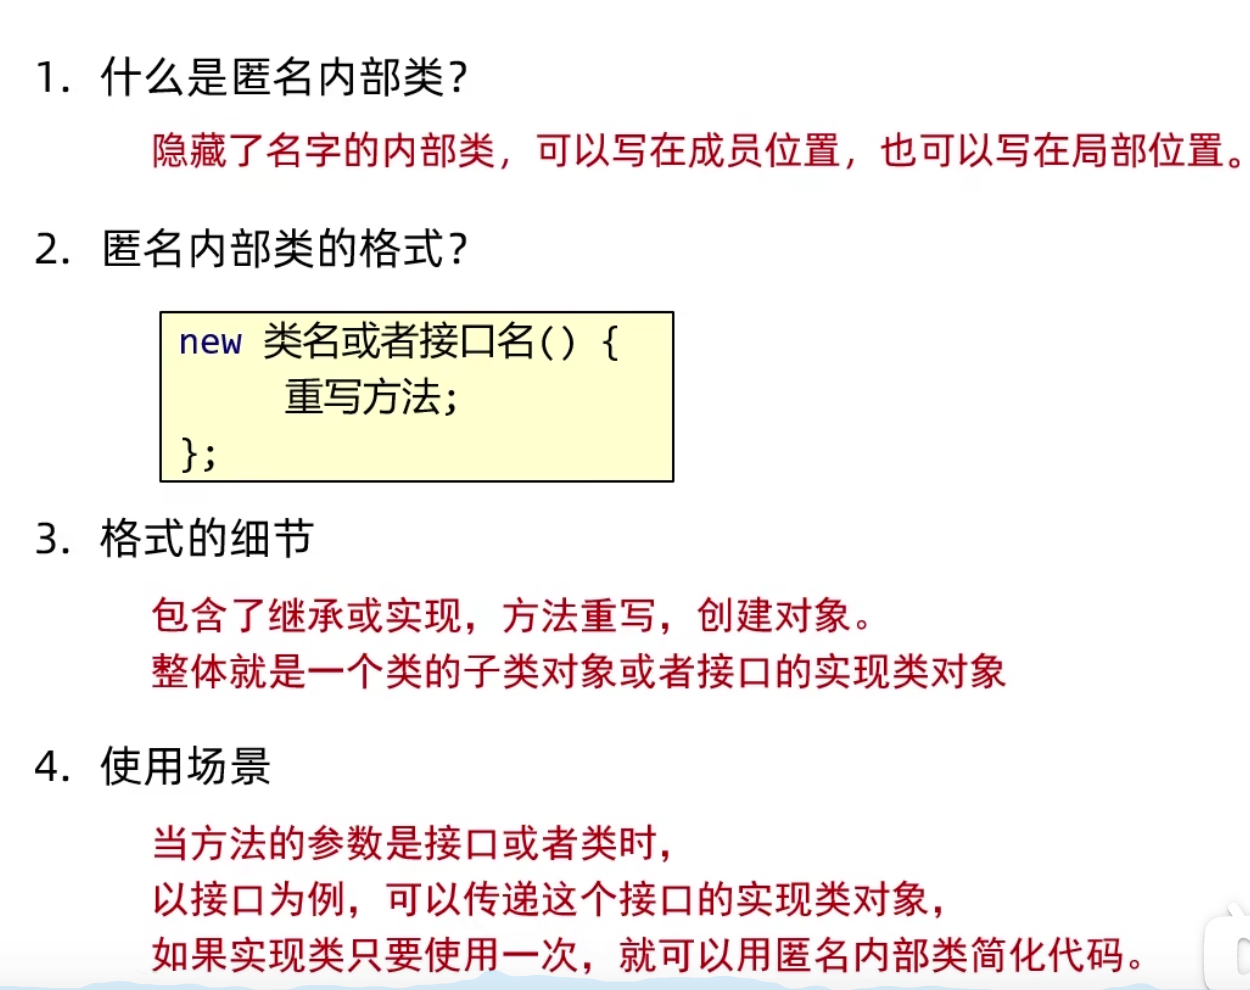 1. 什么是匿名内部类?
隐藏了名字的内部类，可以写在成员位置，也可以写在局部位置。
2. 匿名内部类的格式?
new 类名或者接口名() {
重写方法;
};
3. 格式的细节
包含了继承或实现，方法重写，创建对象。
整体就是一个类的子类对象或者接口的实现类对象
4. 使用场景
当方法的参数是接口或者类时，
以接口为例，可以传递这个接口的实现类对象，
如果实现类只要使用一次，就可以用匿名内部类简化代码。